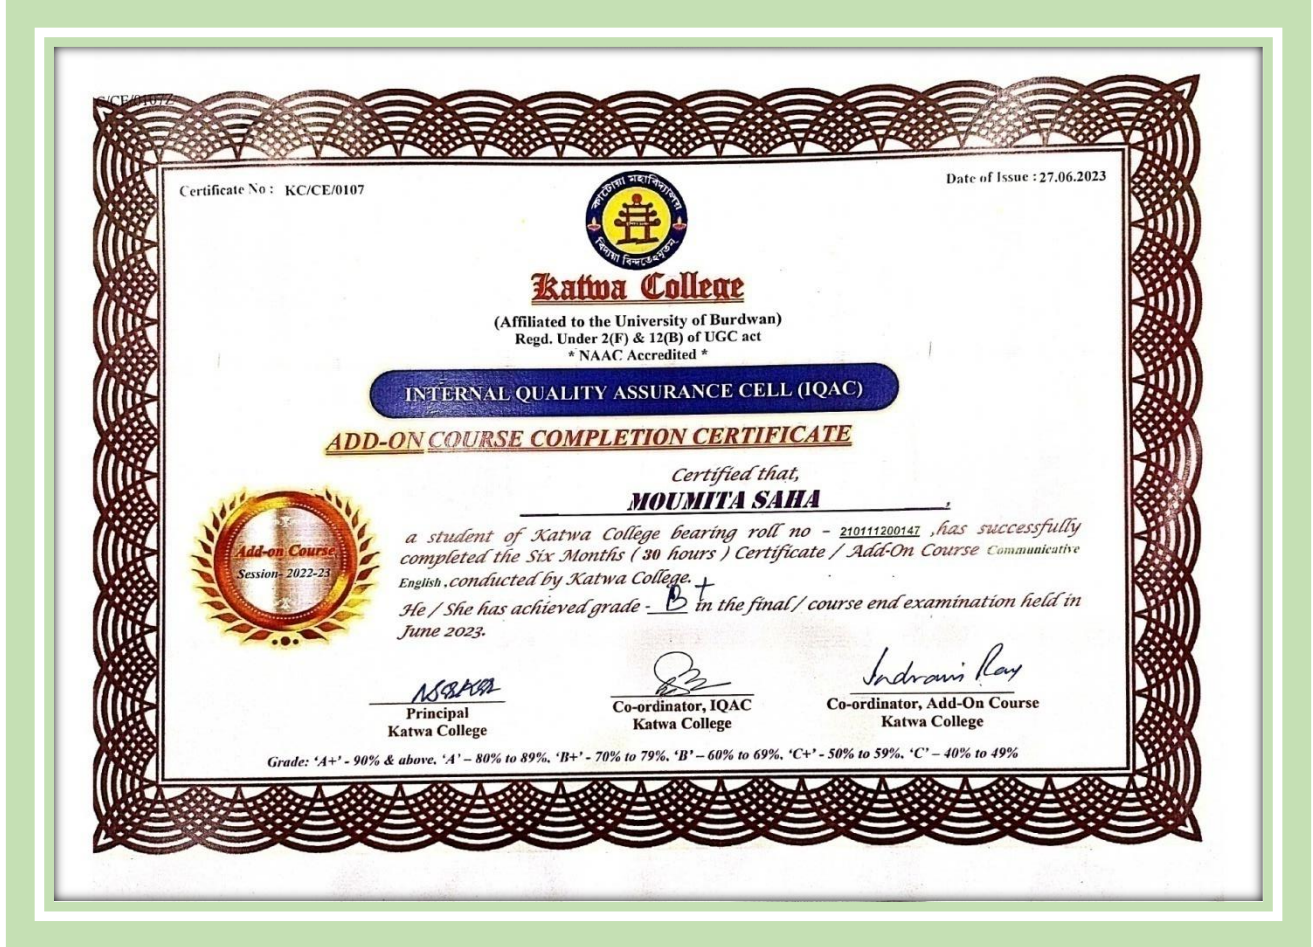 Certificate No : KC/CE/0107
Date of Issue : 27.06.2023
কাটোয়া মহাবিদ্যালয়
বিদ্যয়া বিন্দতেহমৃতম্
Katwa College
(Affiliated to the University of Burdwan)
Regd. Under 2(F) & 12(B) of UGC act
* NAAC Accredited *
INTERNAL QUALITY ASSURANCE CELL (IQAC)
ADD-ON COURSE COMPLETION CERTIFICATE
Certified that,
MOUMITA SAHA ,
Add-on Course
Session- 2022-23
a student of Katwa College bearing roll no - 210111200147 ,has successfully
completed the Six Months ( 30 hours ) Certificate / Add-On Course Communicative
English .conducted by Katwa College.
He / She has achieved grade - B+ in the final / course end examination held in
June 2023.
Indrani Ray
Principal
Katwa College
Co-ordinator, IQAC
Katwa College
Co-ordinator, Add-On Course
Katwa College
Grade: ‘A+’ - 90% & above, ‘A’ – 80% to 89%, ‘B+’ - 70% to 79%, ‘B’ – 60% to 69%, ‘C+’ - 50% to 59%, ‘C’ – 40% to 49%